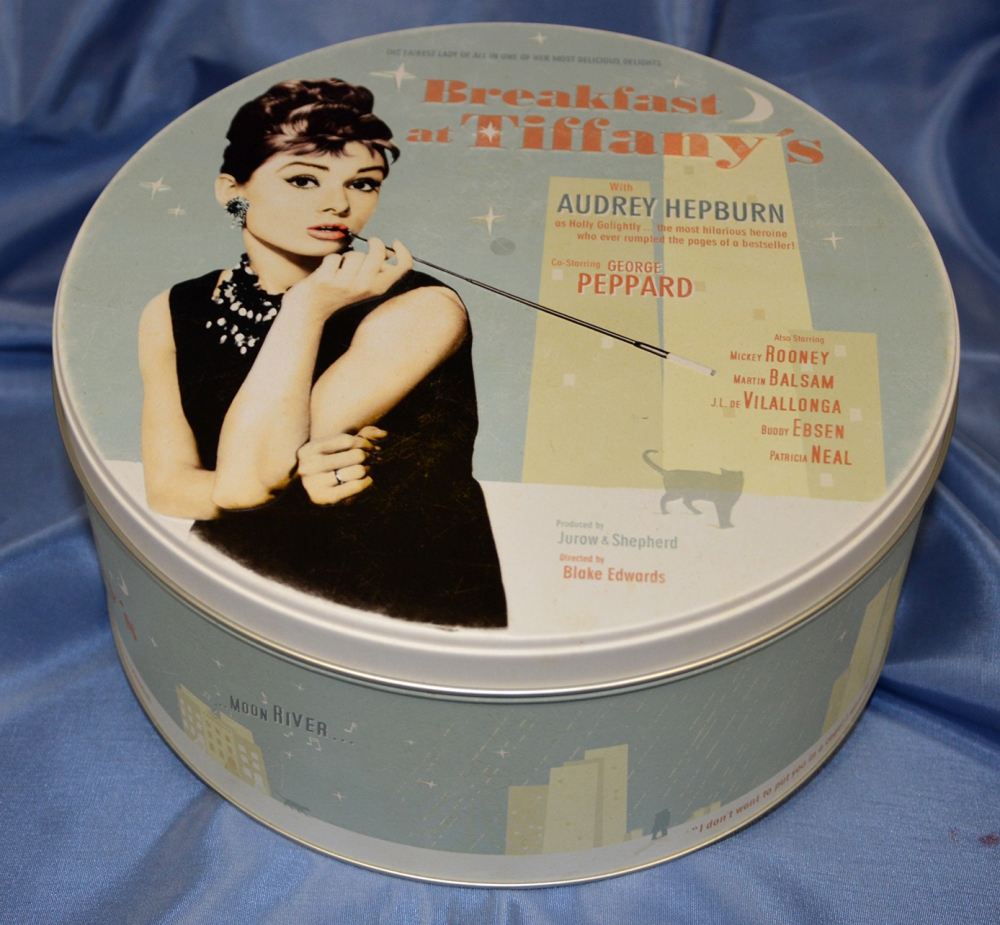 THE FAIREST LADY OF ALL IN ONE OF HER MOST DELICIOUS DELIGHTS
Breakfast
at Tiffany's
With
AUDREY HEPBURN
as Holly Golightly... the most hilarious heroine
who ever rumpled the pages of a bestseller!
Co-Starring GEORGE
PEPPARD
Also Starring
MICKEY ROONEY
MARTIN BALSAM
J.L. DE VILALLONGA
BUDDY EBSEN
PATRICIA NEAL
Produced by
Jurow & Shepherd
Directed by
Blake Edwards
...MOON RIVER...
"I don't want to put you in a